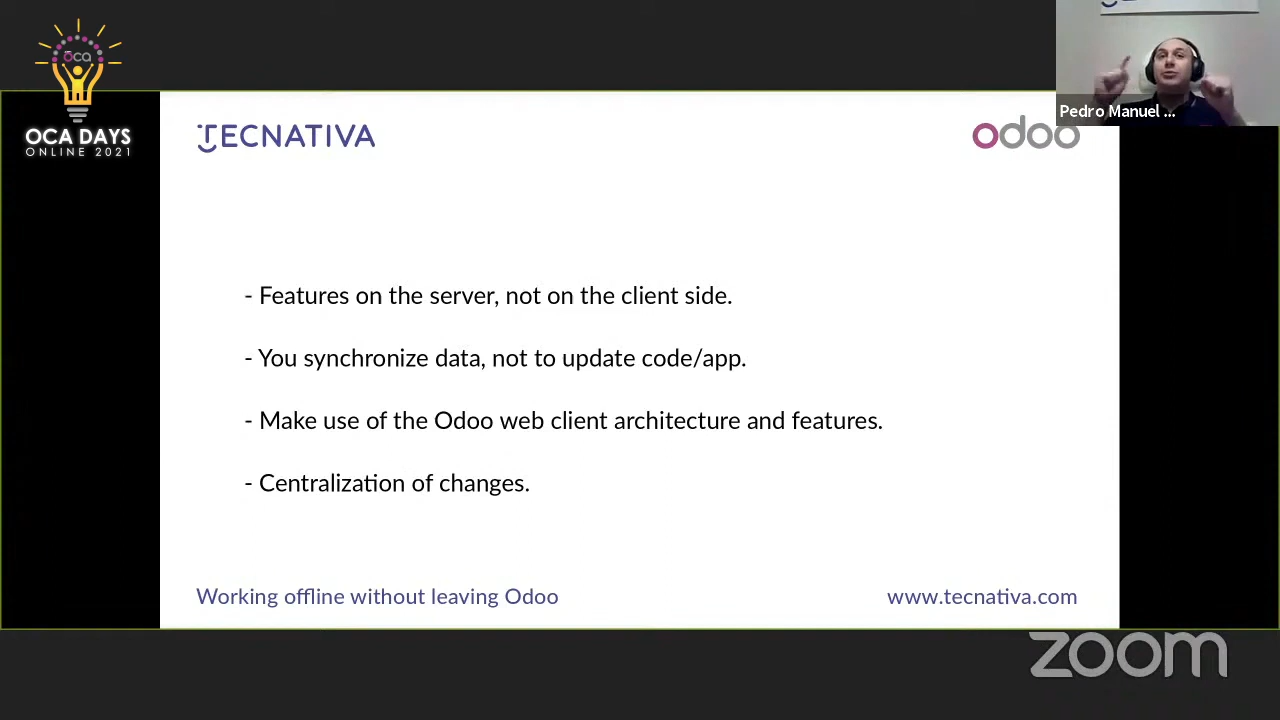 oca
OCA DAYS
ONLINE 2021
Pedro Manuel ...
TECNATIVA
odoo
- Features on the server, not on the client side.
- You synchronize data, not to update code/app.
- Make use of the Odoo web client architecture and features.
- Centralization of changes.
Working offline without leaving Odoo
www.tecnativa.com
zoom